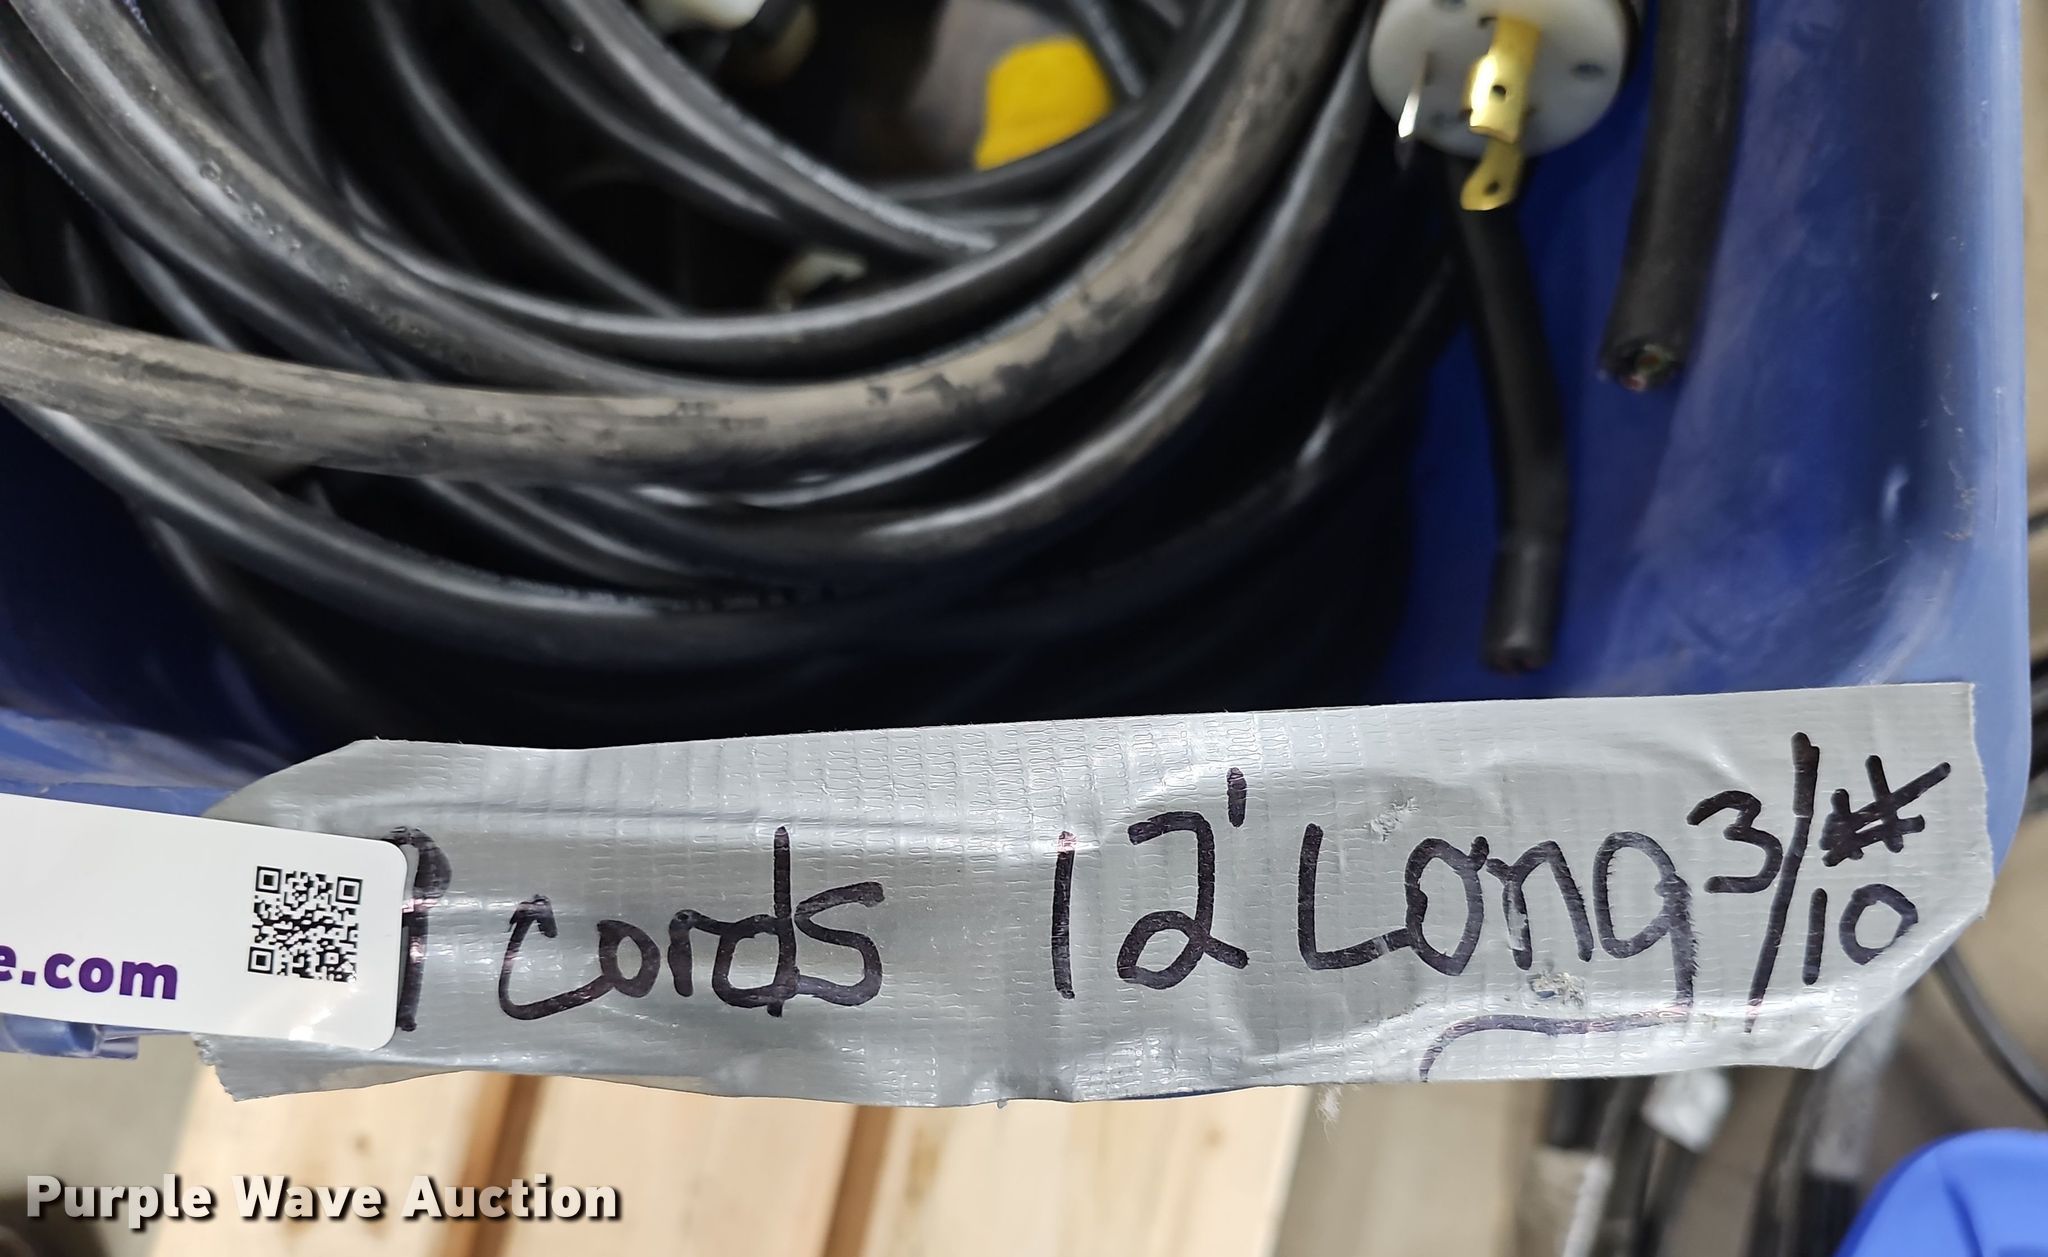 cords 12' Long 3/#10
e.com
Purple Wave Auction